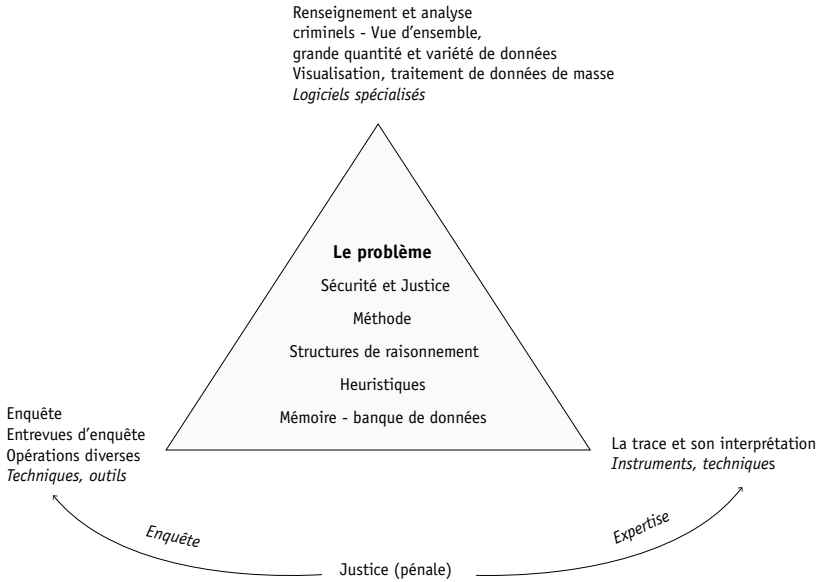 Renseignement et analyse
criminels - Vue d'ensemble,
grande quantité et variété de données
Visualisation, traitement de données de masse
Logiciels spécialisés
Le problème
Sécurité et Justice
Méthode
Structures de raisonnement
Heuristiques
Mémoire - banque de données
Enquête
Entrevues d'enquête
Opérations diverses
Techniques, outils
La trace et son interprétation
Instruments, techniques
Enquête
Expertise
Justice (pénale)